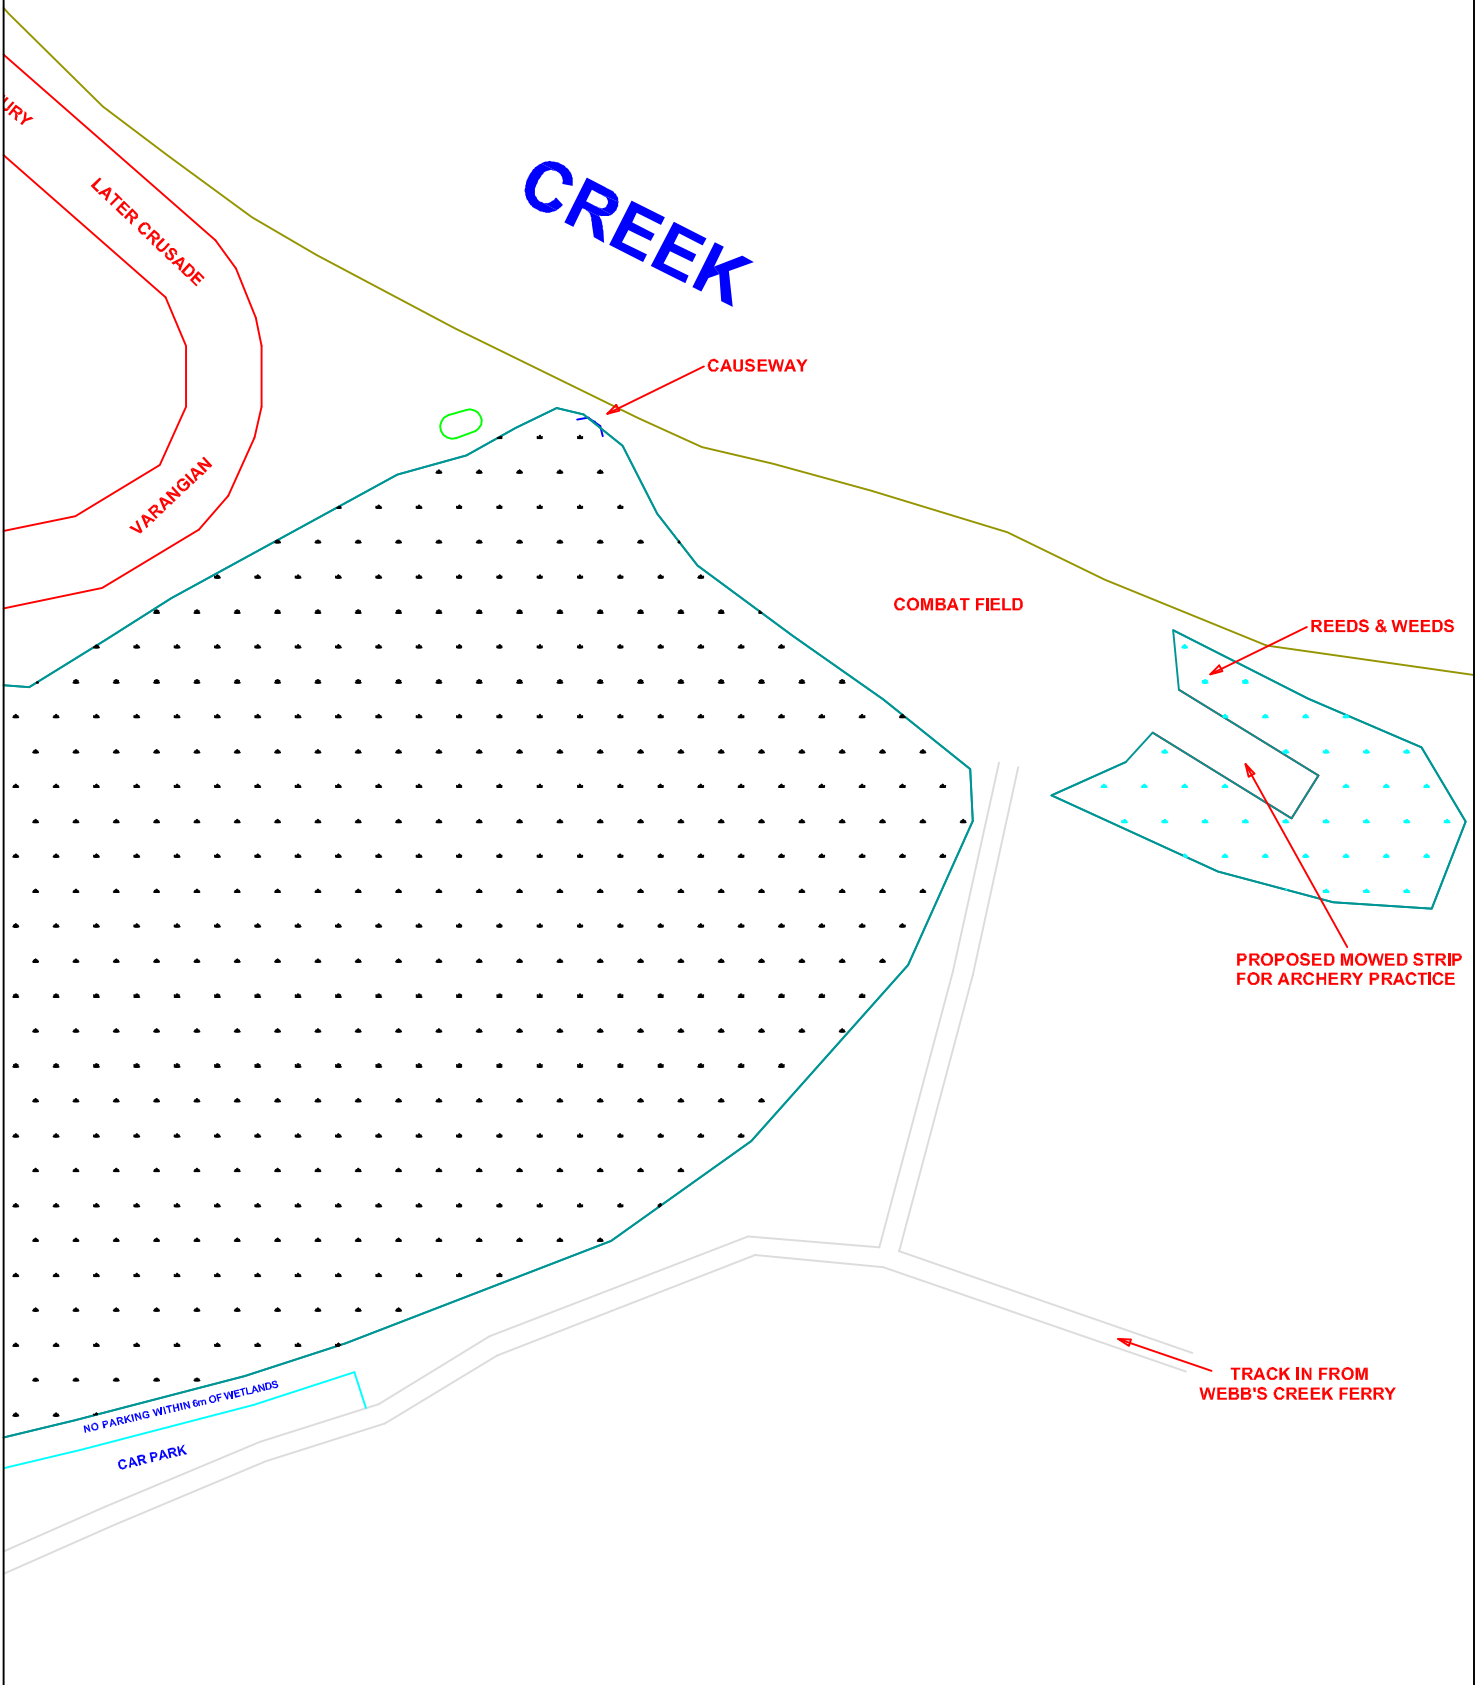 LATER CRUSADE
CREEK
CAUSEWAY
VARANGIAN
COMBAT FIELD
REEDS & WEEDS
PROPOSED MOWED STRIP
FOR ARCHERY PRACTICE
TRACK IN FROM
WEBB'S CREEK FERRY
NO PARKING WITHIN 6m OF WETLANDS
CAR PARK